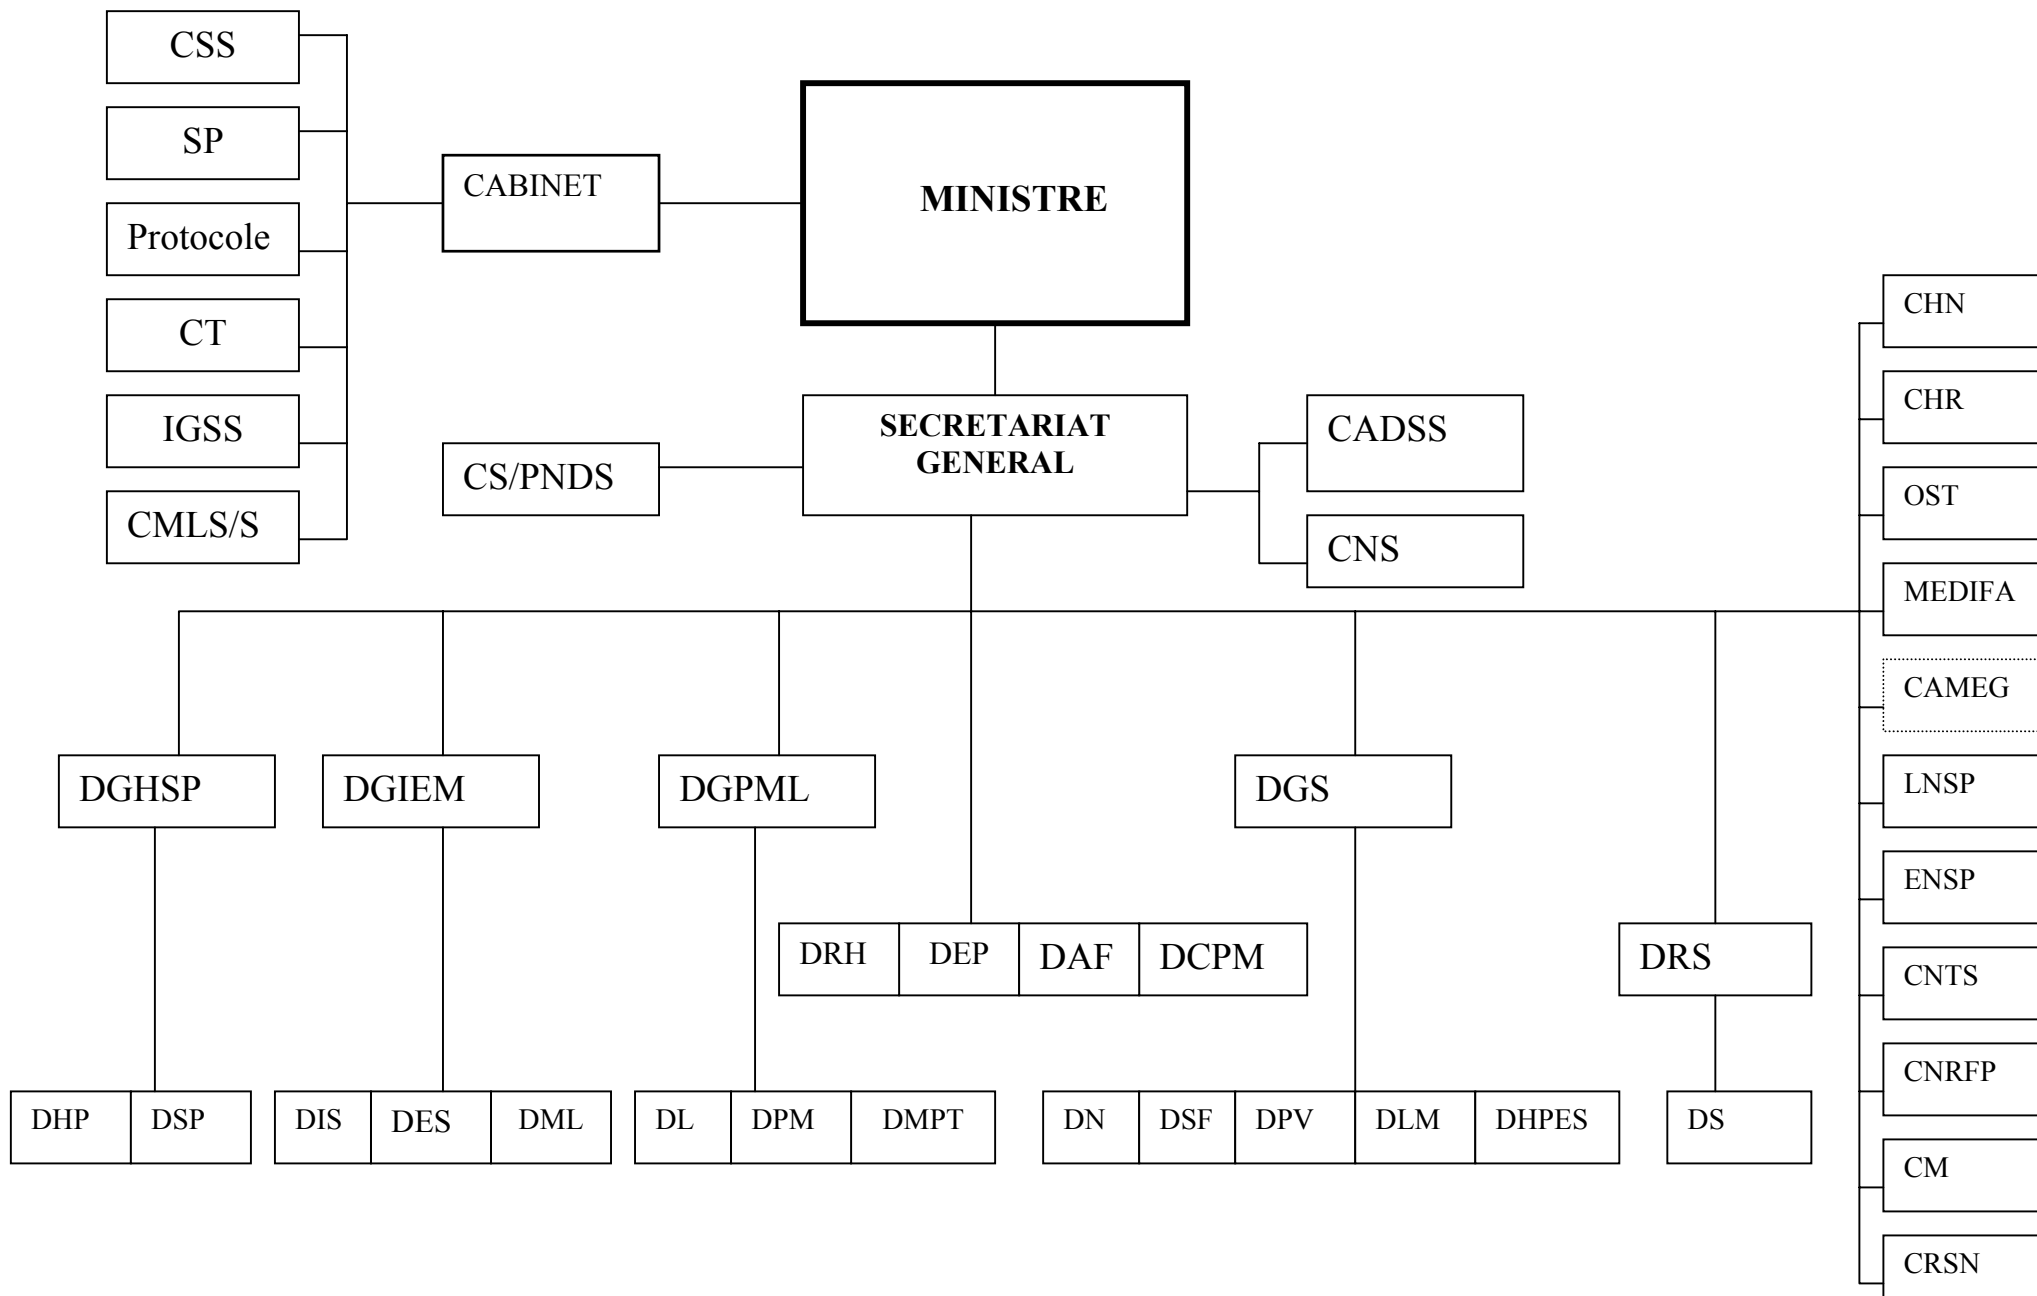 CSS
SP
Protocole
CT
IGSS
CMLS/S
CABINET
MINISTRE
SECRETARIAT
GENERAL
CS/PNDS
CADSS
CNS
CHN
CHR
OST
MEDIFA
CAMEG
LNSP
ENSP
CNTS
CNRFP
CM
CRSN
DGHSP
DGIEM
DGPML
DGS
DRH
DEP
DAF
DCPM
DRS
DHP
DSP
DIS
DES
DML
DL
DPM
DMPT
DN
DSF
DPV
DLM
DHPES
DS